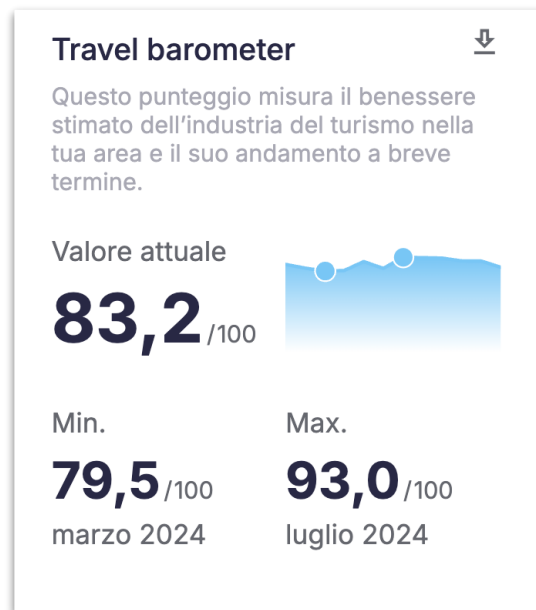 Travel barometer
Questo punteggio misura il benessere
stimato dell'industria del turismo nella
tua area e il suo andamento a breve
termine.
Valore attuale
83,2/100
Min.
79,5/100
marzo 2024
Max.
93,0/100
luglio 2024